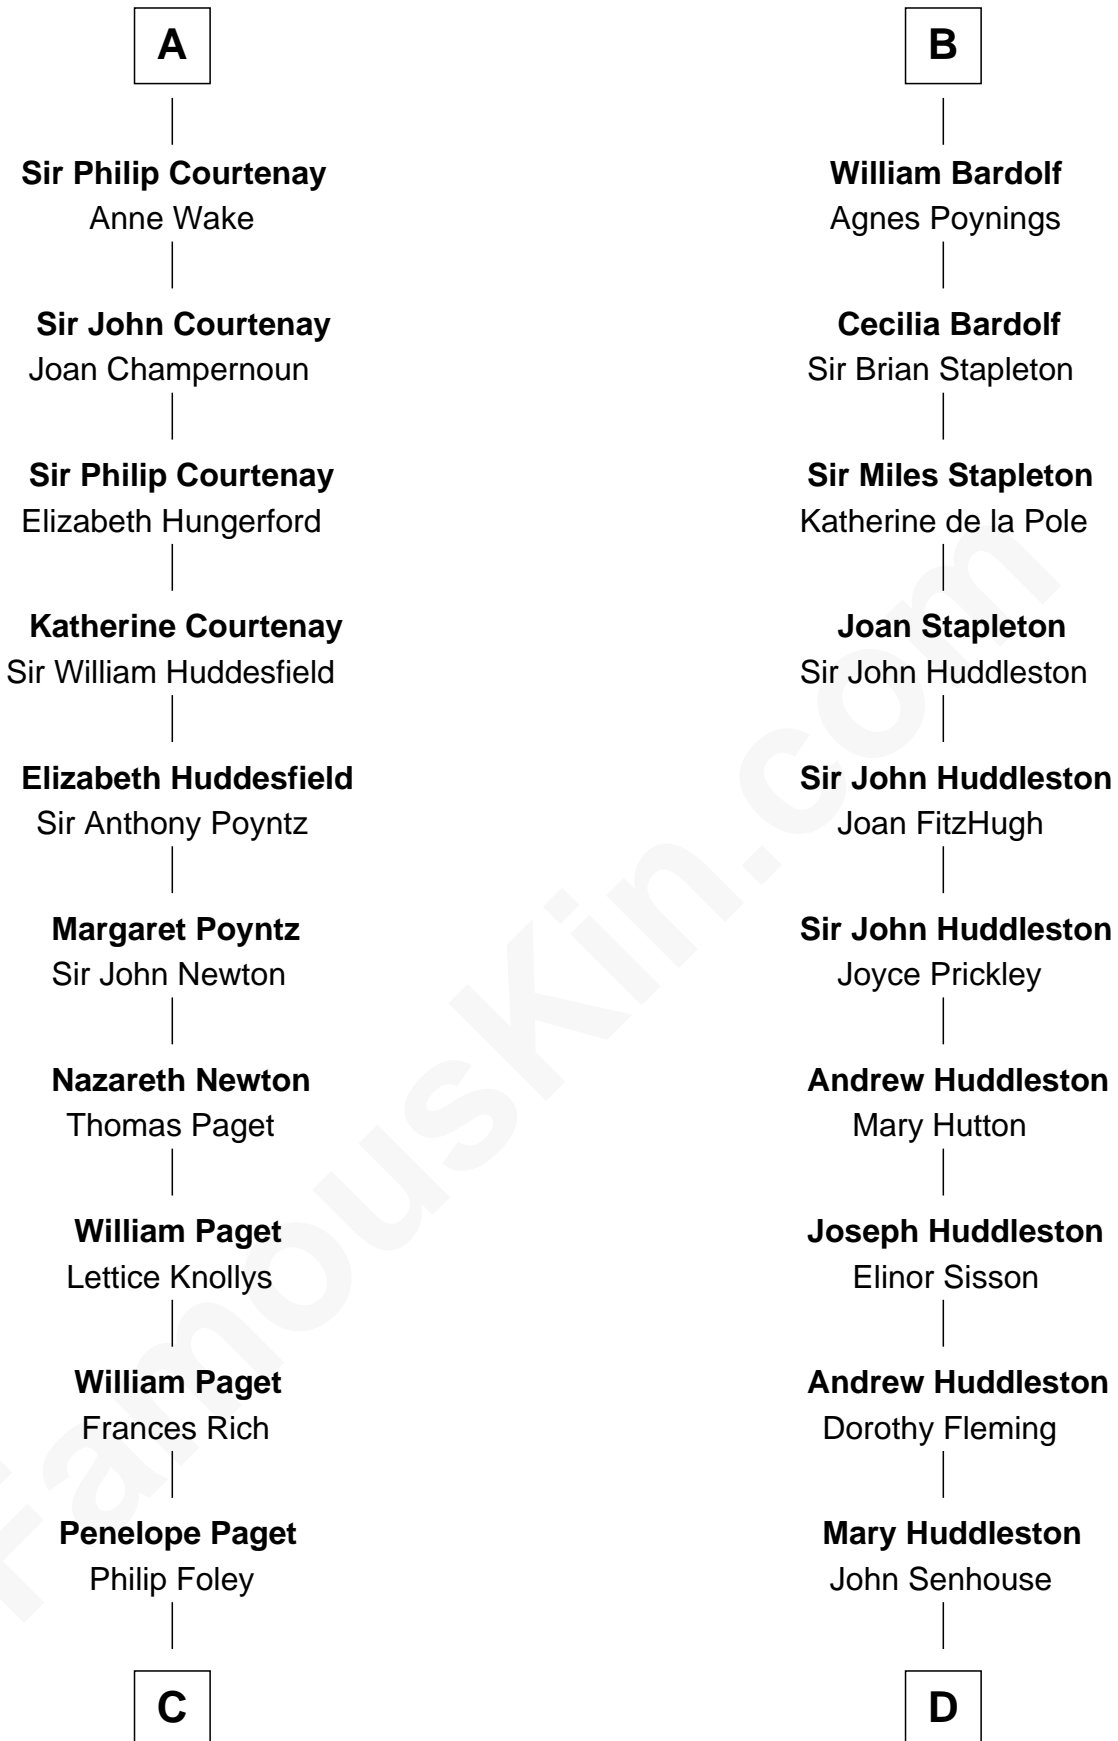 A
Sir Philip Courtenay
Anne Wake
Sir John Courtenay
Joan Champernoun
Sir Philip Courtenay
Elizabeth Hungerford
Katherine Courtenay
Sir William Huddesfield
Elizabeth Huddesfield
Sir Anthony Poyntz
Margaret Poyntz
Sir John Newton
Nazareth Newton
Thomas Paget
William Paget
Lettice Knollys
William Paget
Frances Rich
Penelope Paget
Philip Foley
C
B
William Bardolf
Agnes Poynings
Cecilia Bardolf
Sir Brian Stapleton
Sir Miles Stapleton
Katherine de la Pole
Joan Stapleton
Sir John Huddleston
Sir John Huddleston
Joan FitzHugh
Sir John Huddleston
Joyce Prickley
Andrew Huddleston
Mary Hutton
Joseph Huddleston
Elinor Sisson
Andrew Huddleston
Dorothy Fleming
Mary Huddleston
John Senhouse
D
FamousKin.com